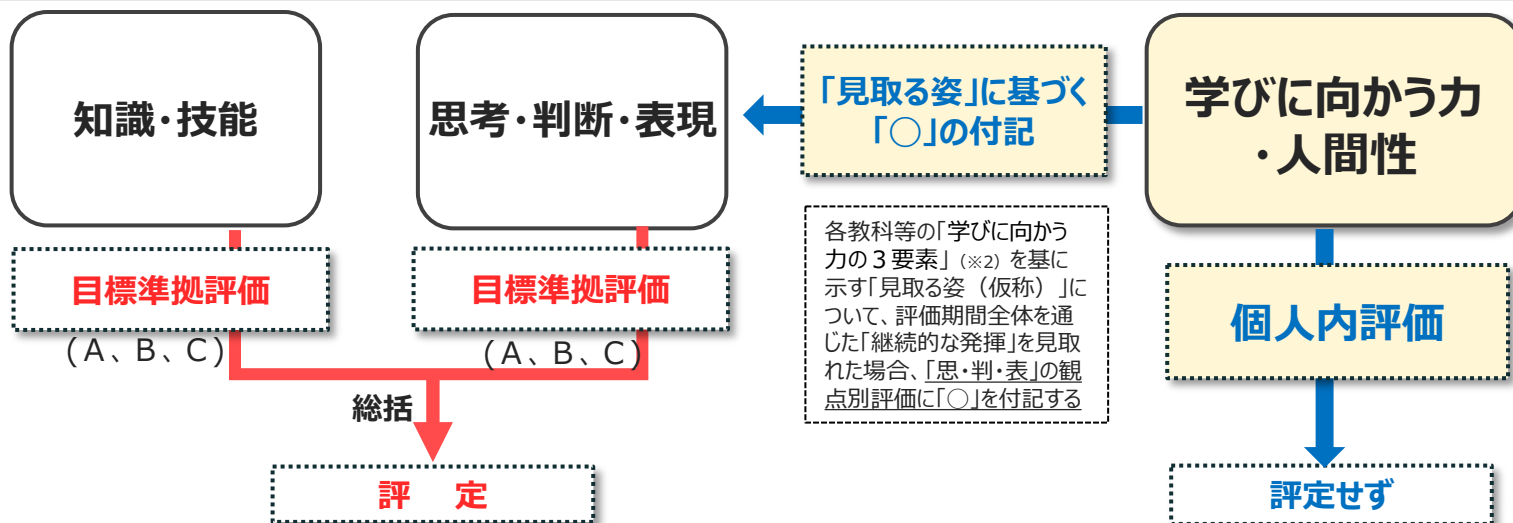 知識・技能
思考・判断・表現
「見取る姿」に基づく
「○」の付記
学びに向かう力
・人間性
目標準拠評価
(A、B、C)
目標準拠評価
(A、B、C)
各教科等の「学びに向かう
力の３要素」(※2) を基に
示す「見取る姿（仮称）」に
ついて、評価期間全体を通
じた「継続的な発揮」を見取
れた場合、「思・判・表」の観
点別評価に「○」を付記する
個人内評価
総括
評　定
評定せず